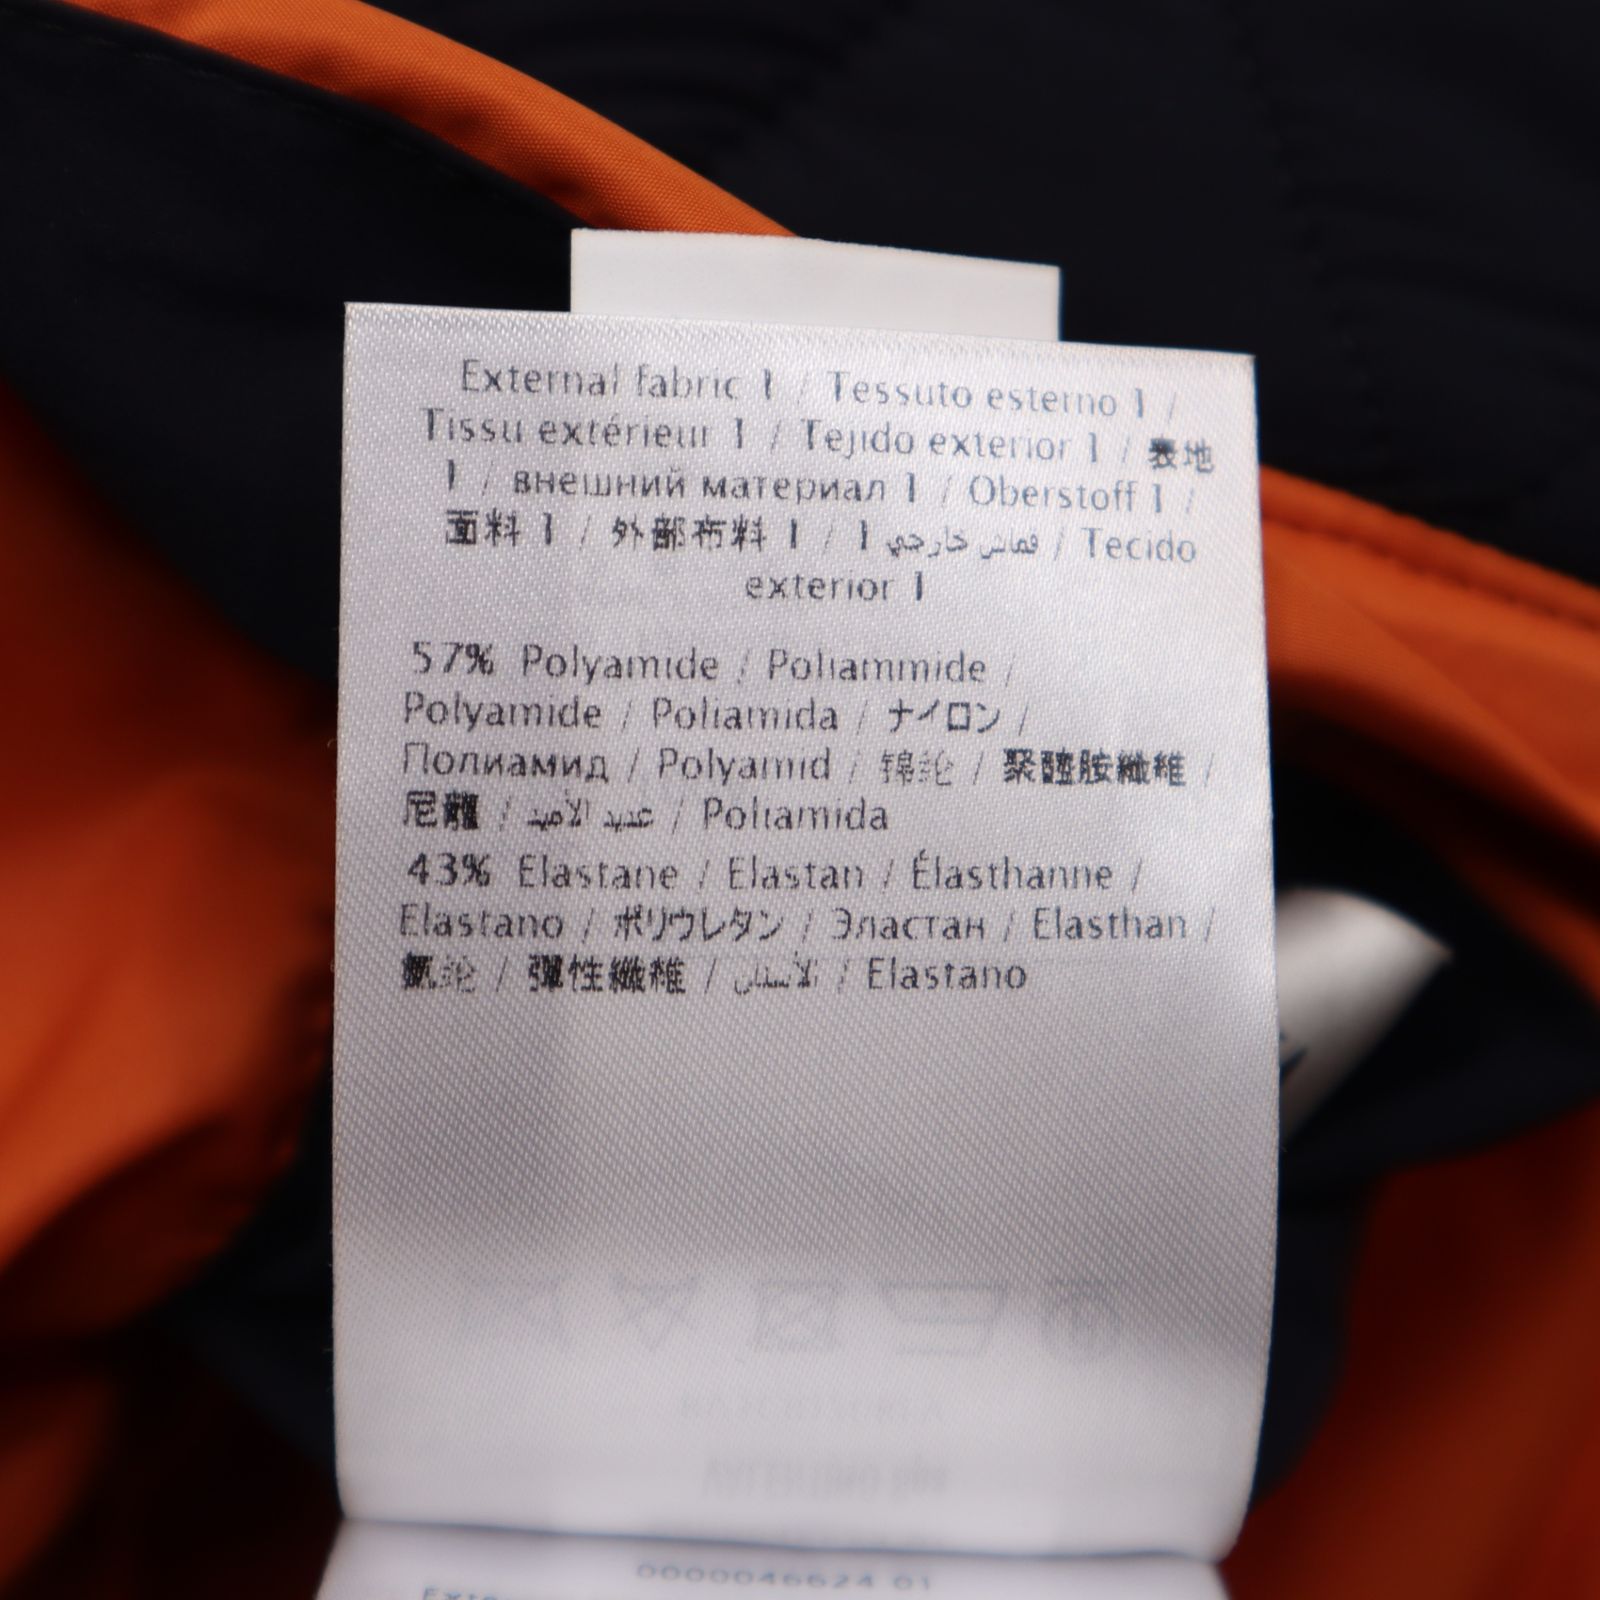 External fabric 1 / Tessuto esterno 1 /
Tissu extérieur 1 / Tejido exterior 1 / 表地
1 / внешний материал 1 / Oberstoff 1 /
面料 1 / 外部布料 1 / قماش خارجي 1 / Tecido
exterior 1
57% Polyamide / Poliammide /
Polyamide / Poliamida / ナイロン /
Полиамид / Polyamid / 锦纶 / 聚醯胺纖維 /
尼龍 / عديد الأميد / Poliamida
43% Elastane / Elastan / Élasthanne /
Elastano / ポリウレタン / Эластан / Elasthan /
氨纶 / 彈性纖維 / الأستان / Elastano
0000046624 01